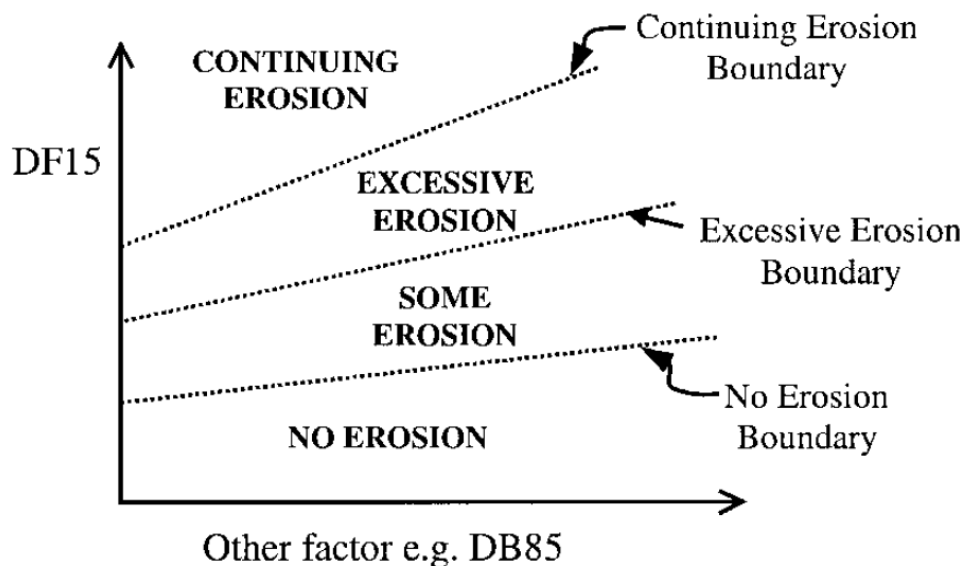 Continuing Erosion
Boundary
CONTINUING
EROSION
DF15
EXCESSIVE
EROSION
Excessive Erosion
Boundary
SOME
EROSION
No Erosion
Boundary
NO EROSION
Other factor e.g. DB85